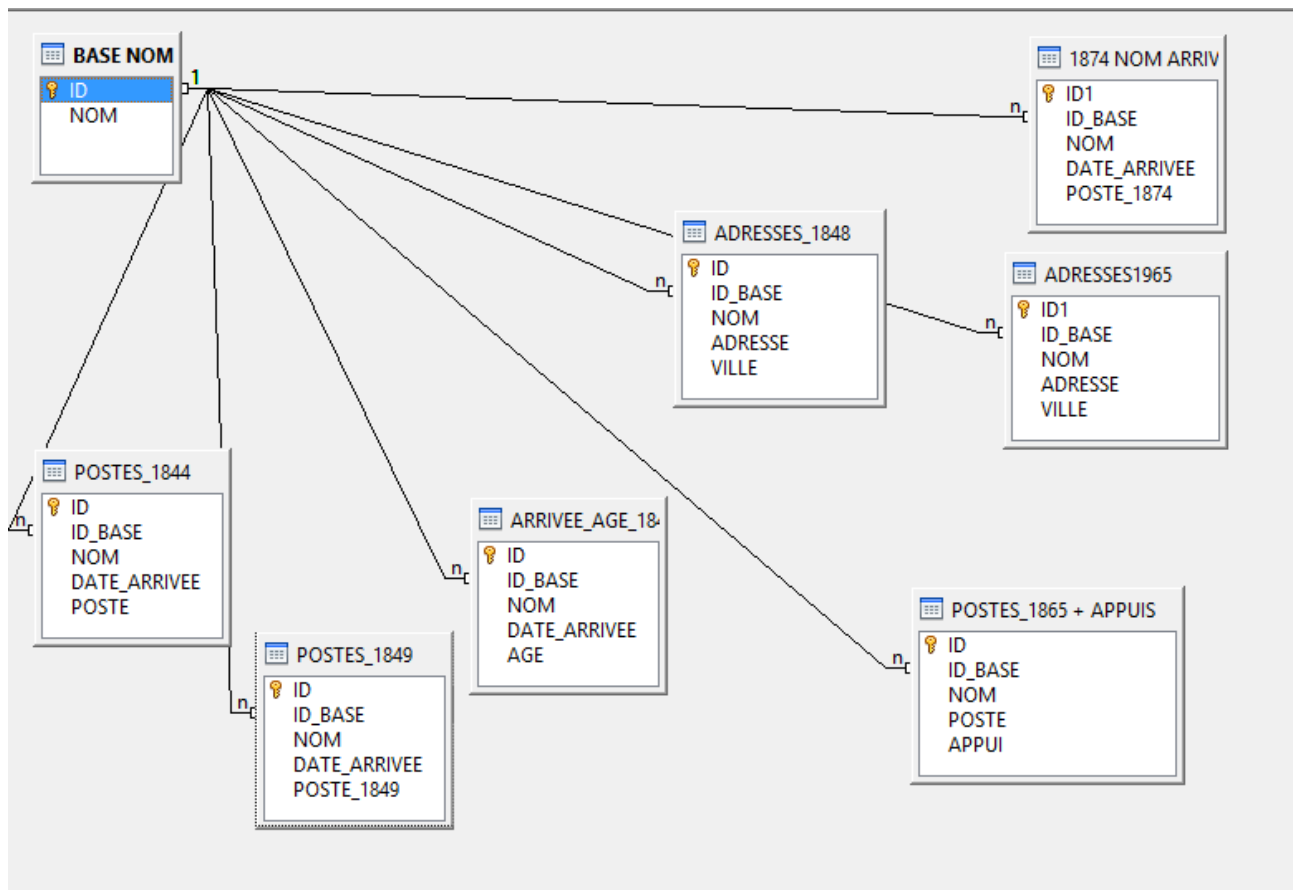 BASE NOM
ID
NOM
1
n
1874 NOM ARRIV
ID1
ID_BASE
NOM
DATE_ARRIVEE
POSTE_1874
n
ADRESSES_1848
ID
ID_BASE
NOM
ADRESSE
VILLE
n
ADRESSES1965
ID1
ID_BASE
NOM
ADRESSE
VILLE
n
POSTES_1844
ID
ID_BASE
NOM
DATE_ARRIVEE
POSTE
n
ARRIVEE_AGE_184
ID
ID_BASE
NOM
DATE_ARRIVEE
AGE
n
POSTES_1849
ID
ID_BASE
NOM
DATE_ARRIVEE
POSTE_1849
n
POSTES_1865 + APPUIS
ID
ID_BASE
NOM
POSTE
APPUI